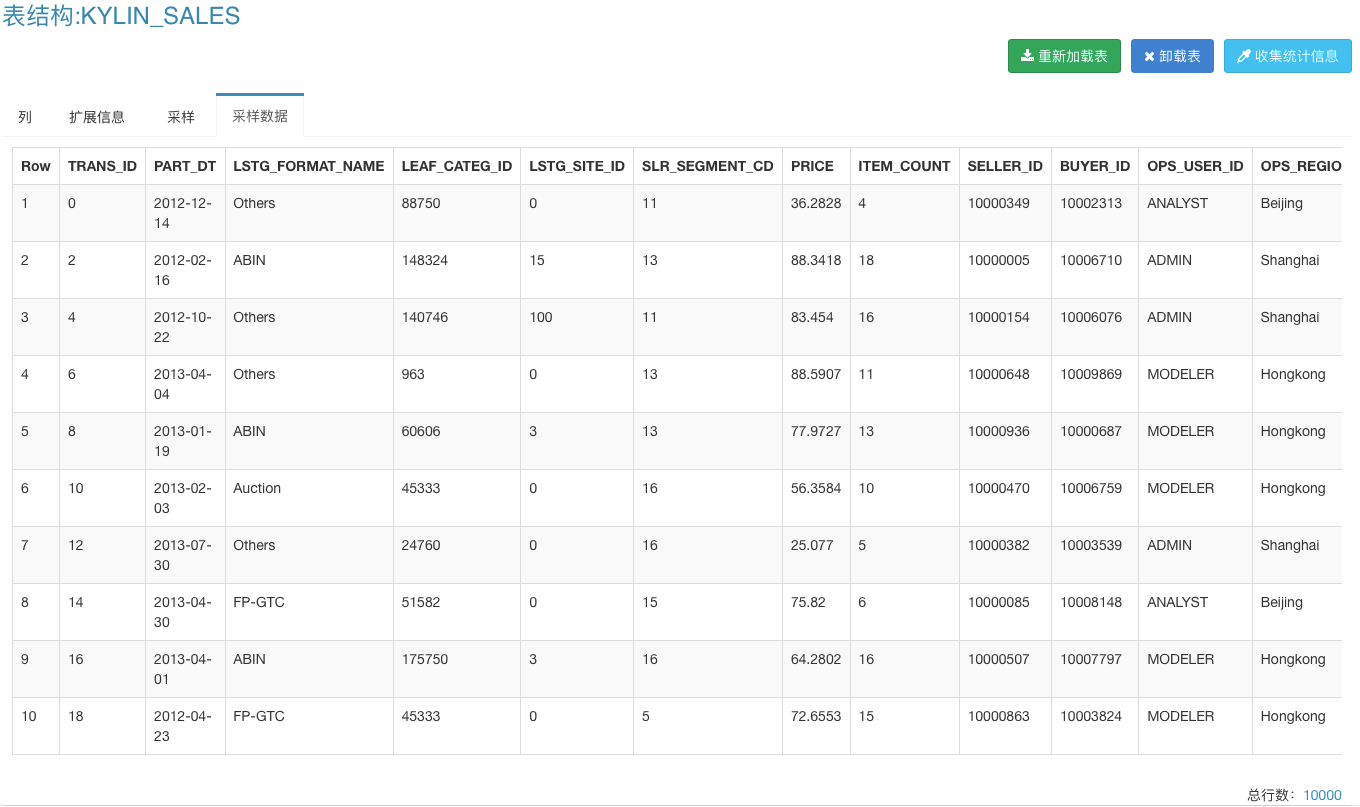 表结构:KYLIN_SALES
重新加载表 卸载表 收集统计信息
列 扩展信息 采样 采样数据
Row TRANS_ID PART_DT LSTG_FORMAT_NAME LEAF_CATEG_ID LSTG_SITE_ID SLR_SEGMENT_CD PRICE ITEM_COUNT SELLER_ID BUYER_ID OPS_USER_ID OPS_REGIO
1 0 2012-12- Others 88750 0 11 36.2828 4 10000349 10002313 ANALYST Beijing
14
2 2 2012-02- ABIN 148324 15 13 88.3418 18 10000005 10006710 ADMIN Shanghai
16
3 4 2012-10- Others 140746 100 11 83.454 16 10000154 10006076 ADMIN Shanghai
22
4 6 2013-04- Others 963 0 13 88.5907 11 10000648 10009869 MODELER Hongkong
04
5 8 2013-01- ABIN 60606 3 13 77.9727 13 10000936 10000687 MODELER Hongkong
19
6 10 2013-02- Auction 45333 0 16 56.3584 10 10000470 10006759 MODELER Hongkong
03
7 12 2013-07- Others 24760 0 16 25.077 5 10000382 10003539 ADMIN Shanghai
30
8 14 2013-04- FP-GTC 51582 0 15 75.82 6 10000085 10008148 ANALYST Beijing
30
9 16 2013-04- ABIN 175750 3 16 64.2802 16 10000507 10007797 MODELER Hongkong
01
10 18 2012-04- FP-GTC 45333 0 5 72.6553 15 10000863 10003824 MODELER Hongkong
23
总行数： 10000